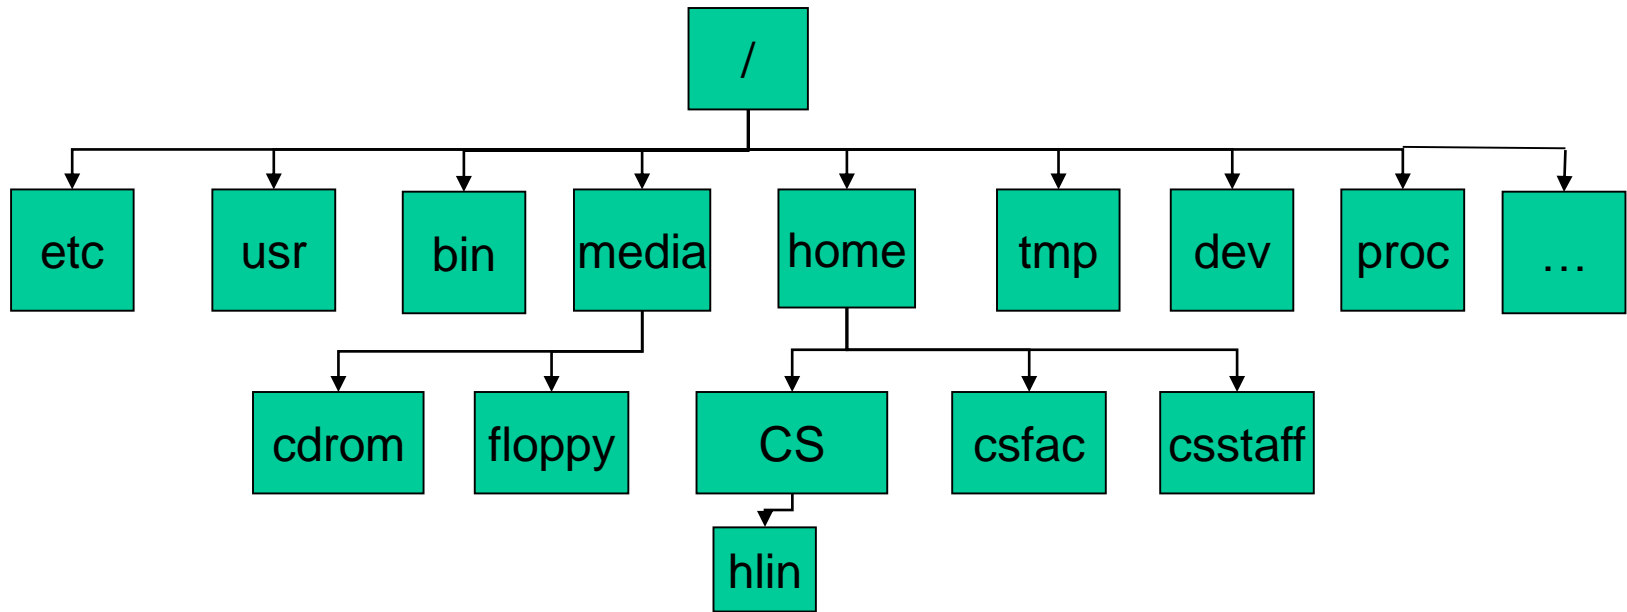 /
etc
usr
bin
media
home
tmp
dev
proc
…
cdrom
floppy
CS
csfac
csstaff
hlin